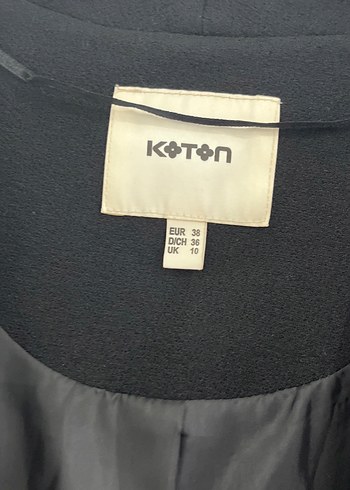 KOTON
EUR 38
D/CH 36
UK 10